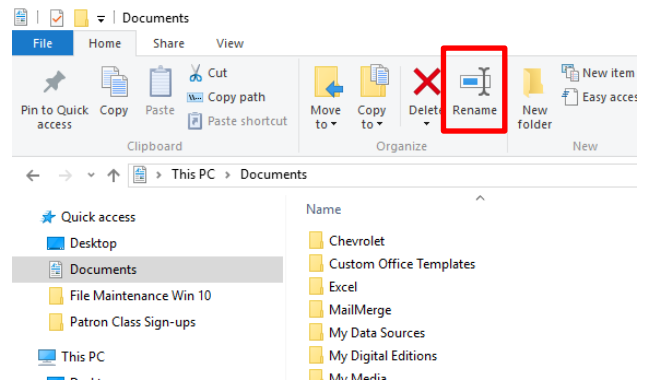 Documents
File Home Share View
Pin to Quick access
Copy
Paste
Cut
Copy path
Paste shortcut
Clipboard
Move to
Copy to
Delete
Rename
Organize
New folder
New item
Easy acces
New
This PC > Documents
Quick access
Desktop
Documents
File Maintenance Win 10
Patron Class Sign-ups
This PC
Name
Chevrolet
Custom Office Templates
Excel
MailMerge
My Data Sources
My Digital Editions
My Media